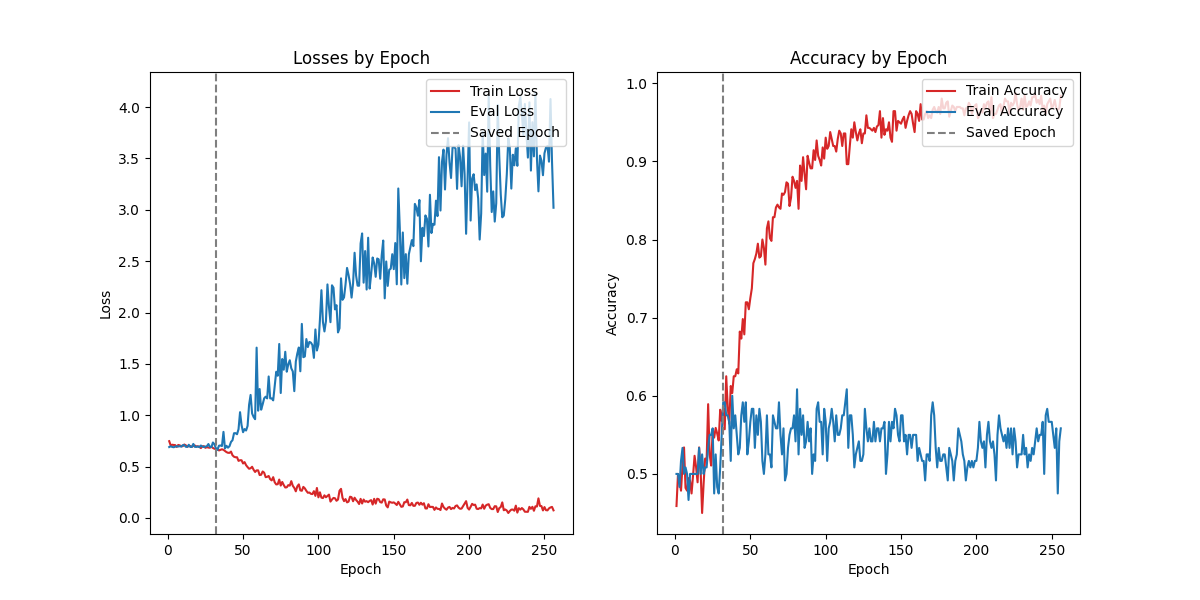 Losses by Epoch
Train Loss
Eval Loss
Saved Epoch
4.0
3.5
3.0
2.5
2.0
1.5
1.0
0.5
0.0
Loss
0
50
100
150
200
250
Epoch
Accuracy by Epoch
Train Accuracy
Eval Accuracy
Saved Epoch
1.0
0.9
0.8
0.7
0.6
0.5
Accuracy
0
50
100
150
200
250
Epoch